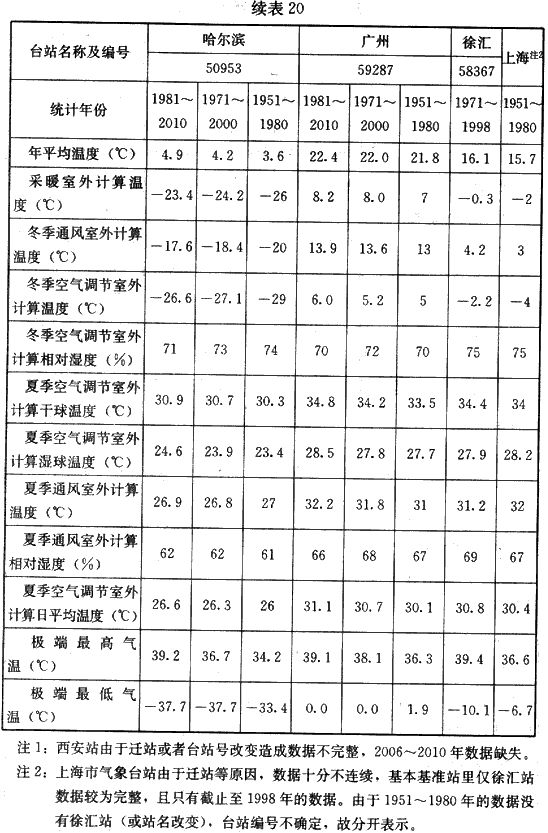 续表 20
台站名称及编号 哈尔滨 广州 徐汇 上海注2
50953 59287 58367
统计年份 1981～2010 1971～2000 1951～1980 1981～2010 1971～2000 1951～1980 1971～1998 1951～1980
年平均温度（℃） 4.9 4.2 3.6 22.4 22.0 21.8 16.1 15.7
采暖室外计算温
度（℃） －23.4 －24.2 －26 8.2 8.0 7 －0.3 －2
冬季通风室外计算
温度（℃） －17.6 －18.4 －20 13.9 13.6 13 4.2 3
冬季空气调节室外
计算温度（℃） －26.6 －27.1 －29 6.0 5.2 5 －2.2 －4
冬季空气调节室外
计算相对湿度（％） 71 73 74 70 72 70 75 75
夏季空气调节室外
计算干球温度（℃） 30.9 30.7 30.3 34.8 34.2 33.5 34.4 34
夏季空气调节室外
计算湿球温度（℃） 24.6 23.9 23.4 28.5 27.8 27.7 27.9 28.2
夏季通风室外计算
温度（℃） 26.9 26.8 27 32.2 31.8 31 31.2 32
夏季通风室外计算
相对湿度（％） 62 62 61 66 68 67 69 67
夏季空气调节室外
计算日平均温度（℃） 26.6 26.3 26 31.1 30.7 30.1 30.8 30.4
极端最高气
温（℃） 39.2 36.7 34.2 39.1 38.1 36.3 39.4 36.6
极端最低气
温（℃） －37.7 －37.7 －33.4 0.0 0.0 1.9 －10.1 －6.7
注 1：西安站由于迁站或者台站号改变造成数据不完整，2006～2010 年数据缺失。
注 2：上海市气象台站由于迁站等原因，数据十分不连续，基本基准站里仅徐汇站
数据较为完整，且只有截止至 1998 年的数据。由于 1951～1980 年的数据没
有徐汇站（或站名改变），台站编号不确定，故分开表示。